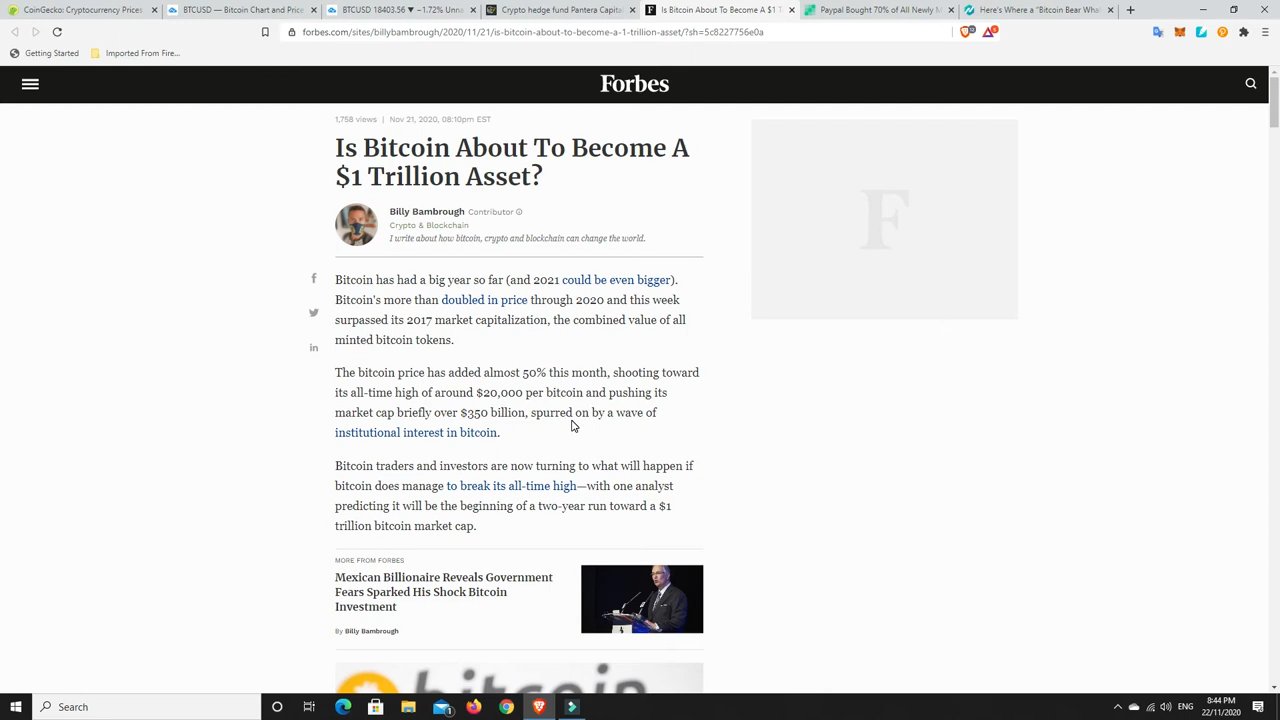 CoinGecko: Cryptocurrency Prices
BTCUSD — Bitcoin Chart and Price
BTCUSD 18403.56 ▼ −1.72% Unna
Crypto hedge fund Pantera Capital
Is Bitcoin About To Become A $1 T
Paypal Bought 70% of All Newly M
Here's Where a "Bitcoin Bear Wha
forbes.com/sites/billybambrough/2020/11/21/is-bitcoin-about-to-become-a-1-trillion-asset/?sh=5c8227756e0a
Getting Started
Imported From Fire...
Forbes
1,758 views | Nov 21, 2020, 08:10pm EST
Is Bitcoin About To Become A
$1 Trillion Asset?
Billy Bambrough Contributor
Crypto & Blockchain
I write about how bitcoin, crypto and blockchain can change the world.
Bitcoin has had a big year so far (and 2021 could be even bigger).
Bitcoin's more than doubled in price through 2020 and this week
surpassed its 2017 market capitalization, the combined value of all
minted bitcoin tokens.
The bitcoin price has added almost 50% this month, shooting toward
its all-time high of around $20,000 per bitcoin and pushing its
market cap briefly over $350 billion, spurred on by a wave of
institutional interest in bitcoin.
Bitcoin traders and investors are now turning to what will happen if
bitcoin does manage to break its all-time high—with one analyst
predicting it will be the beginning of a two-year run toward a $1
trillion bitcoin market cap.
MORE FROM FORBES
Mexican Billionaire Reveals Government
Fears Sparked His Shock Bitcoin
Investment
By Billy Bambrough
F
bitcoin
Search
ENG
8:44 PM
22/11/2020